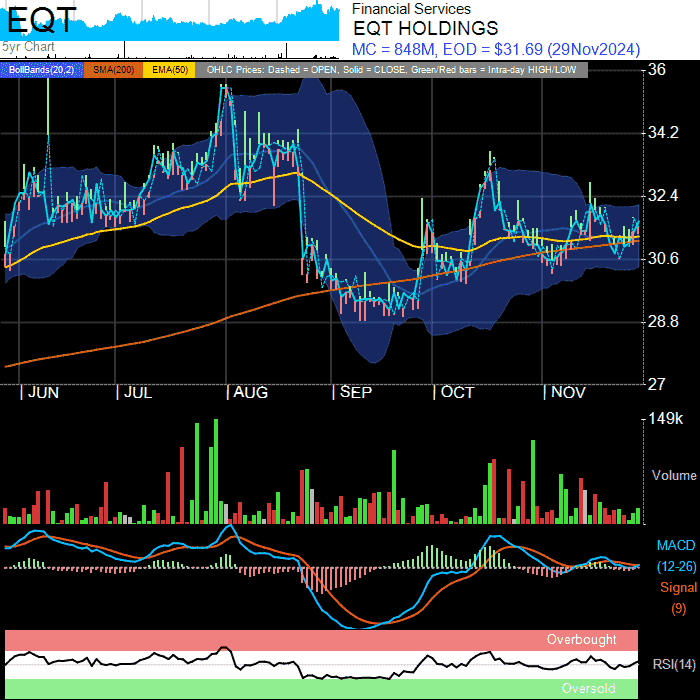 EQT
5yr Chart
Financial Services
EQT HOLDINGS
MC = 848M, EOD = $31.69 (29Nov2024)
BollBands(20,2) SMA(200) EMA(50) OHLC Prices: Dashed = OPEN, Solid = CLOSE, Green/Red bars = Intra-day HIGH/LOW
36
34.2
32.4
30.6
28.8
27
| JUN | JUL | AUG | SEP | OCT | NOV
149k
Volume
MACD
(12-26)
Signal
(9)
Overbought
RSI(14)
Oversold